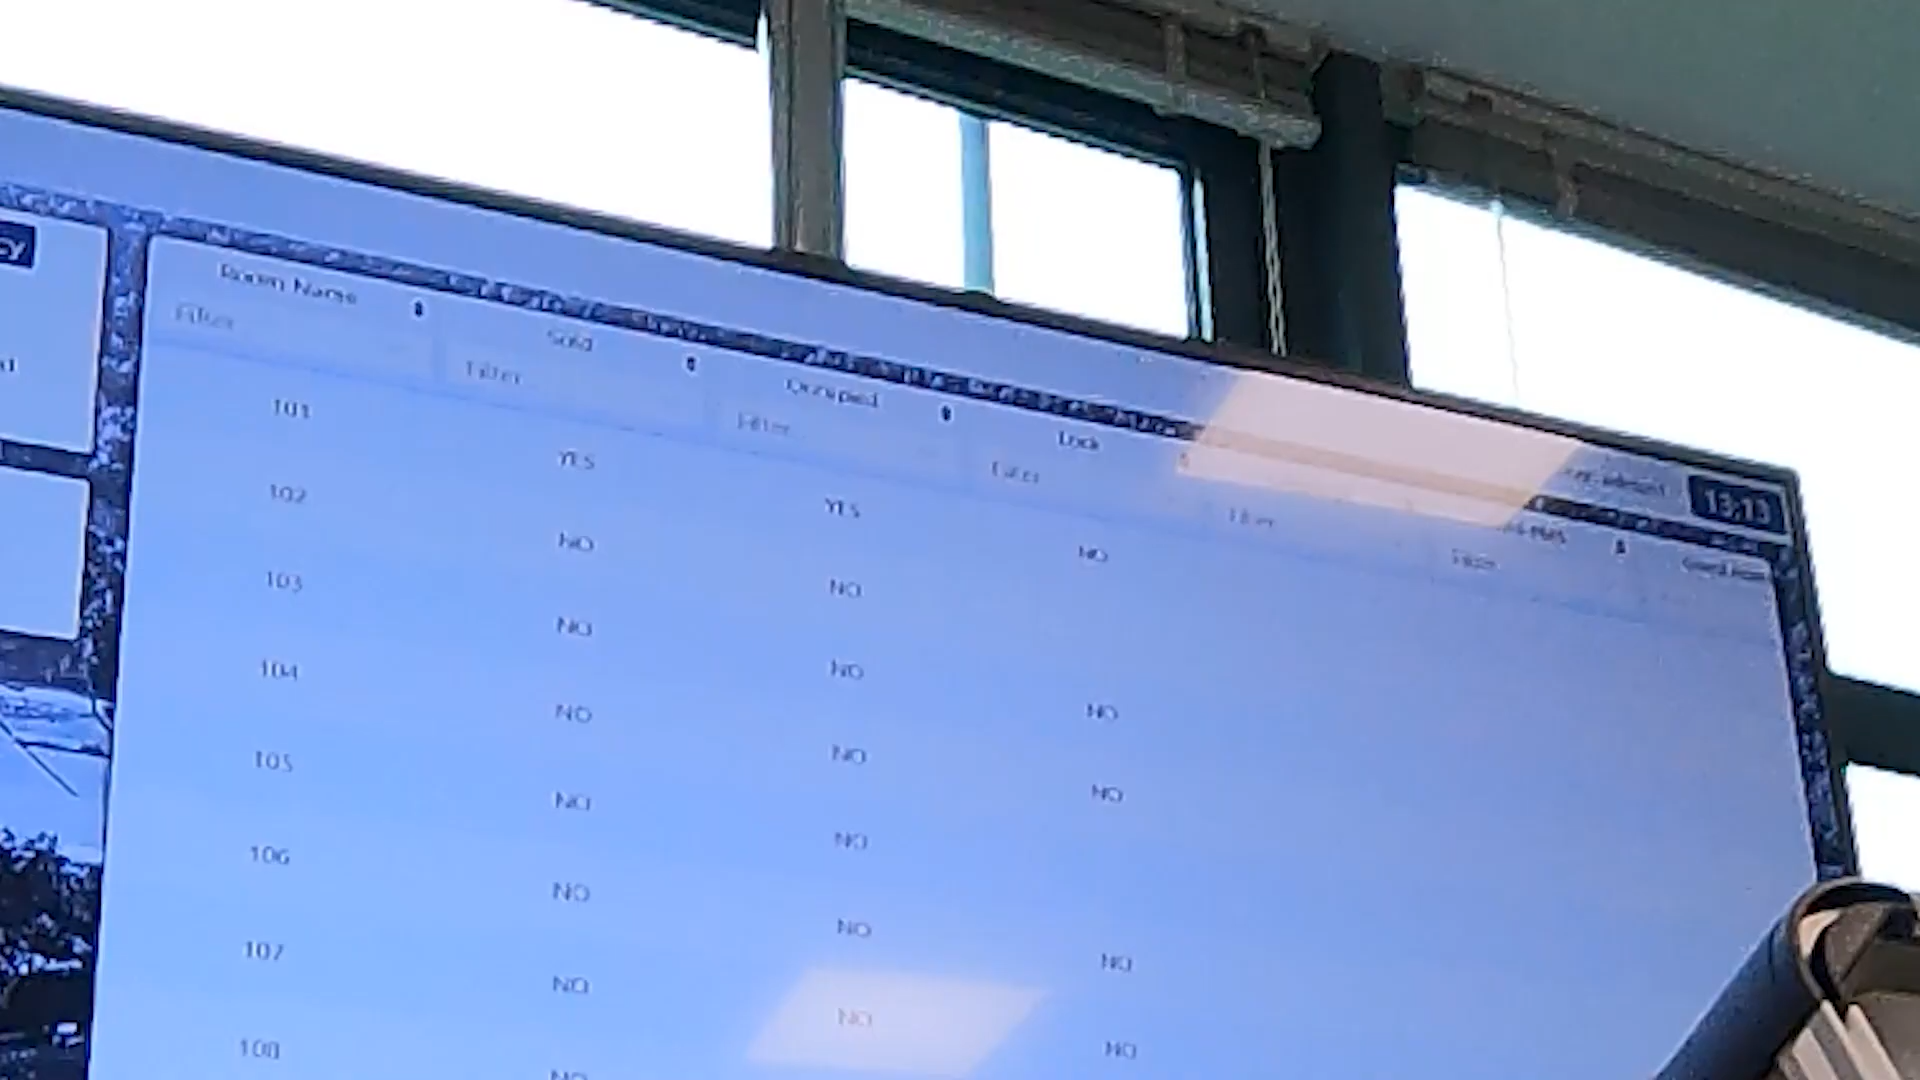 cy
Room Name
Sold
Occupied
Lock
13:13
Filter
Filter
Filter
Filter
Filter
Filter
101 YES YES NO
102 NO NO
103 NO NO NO
104 NO NO NO
105 NO NO
106 NO NO NO
107 NO NO NO
108 NO